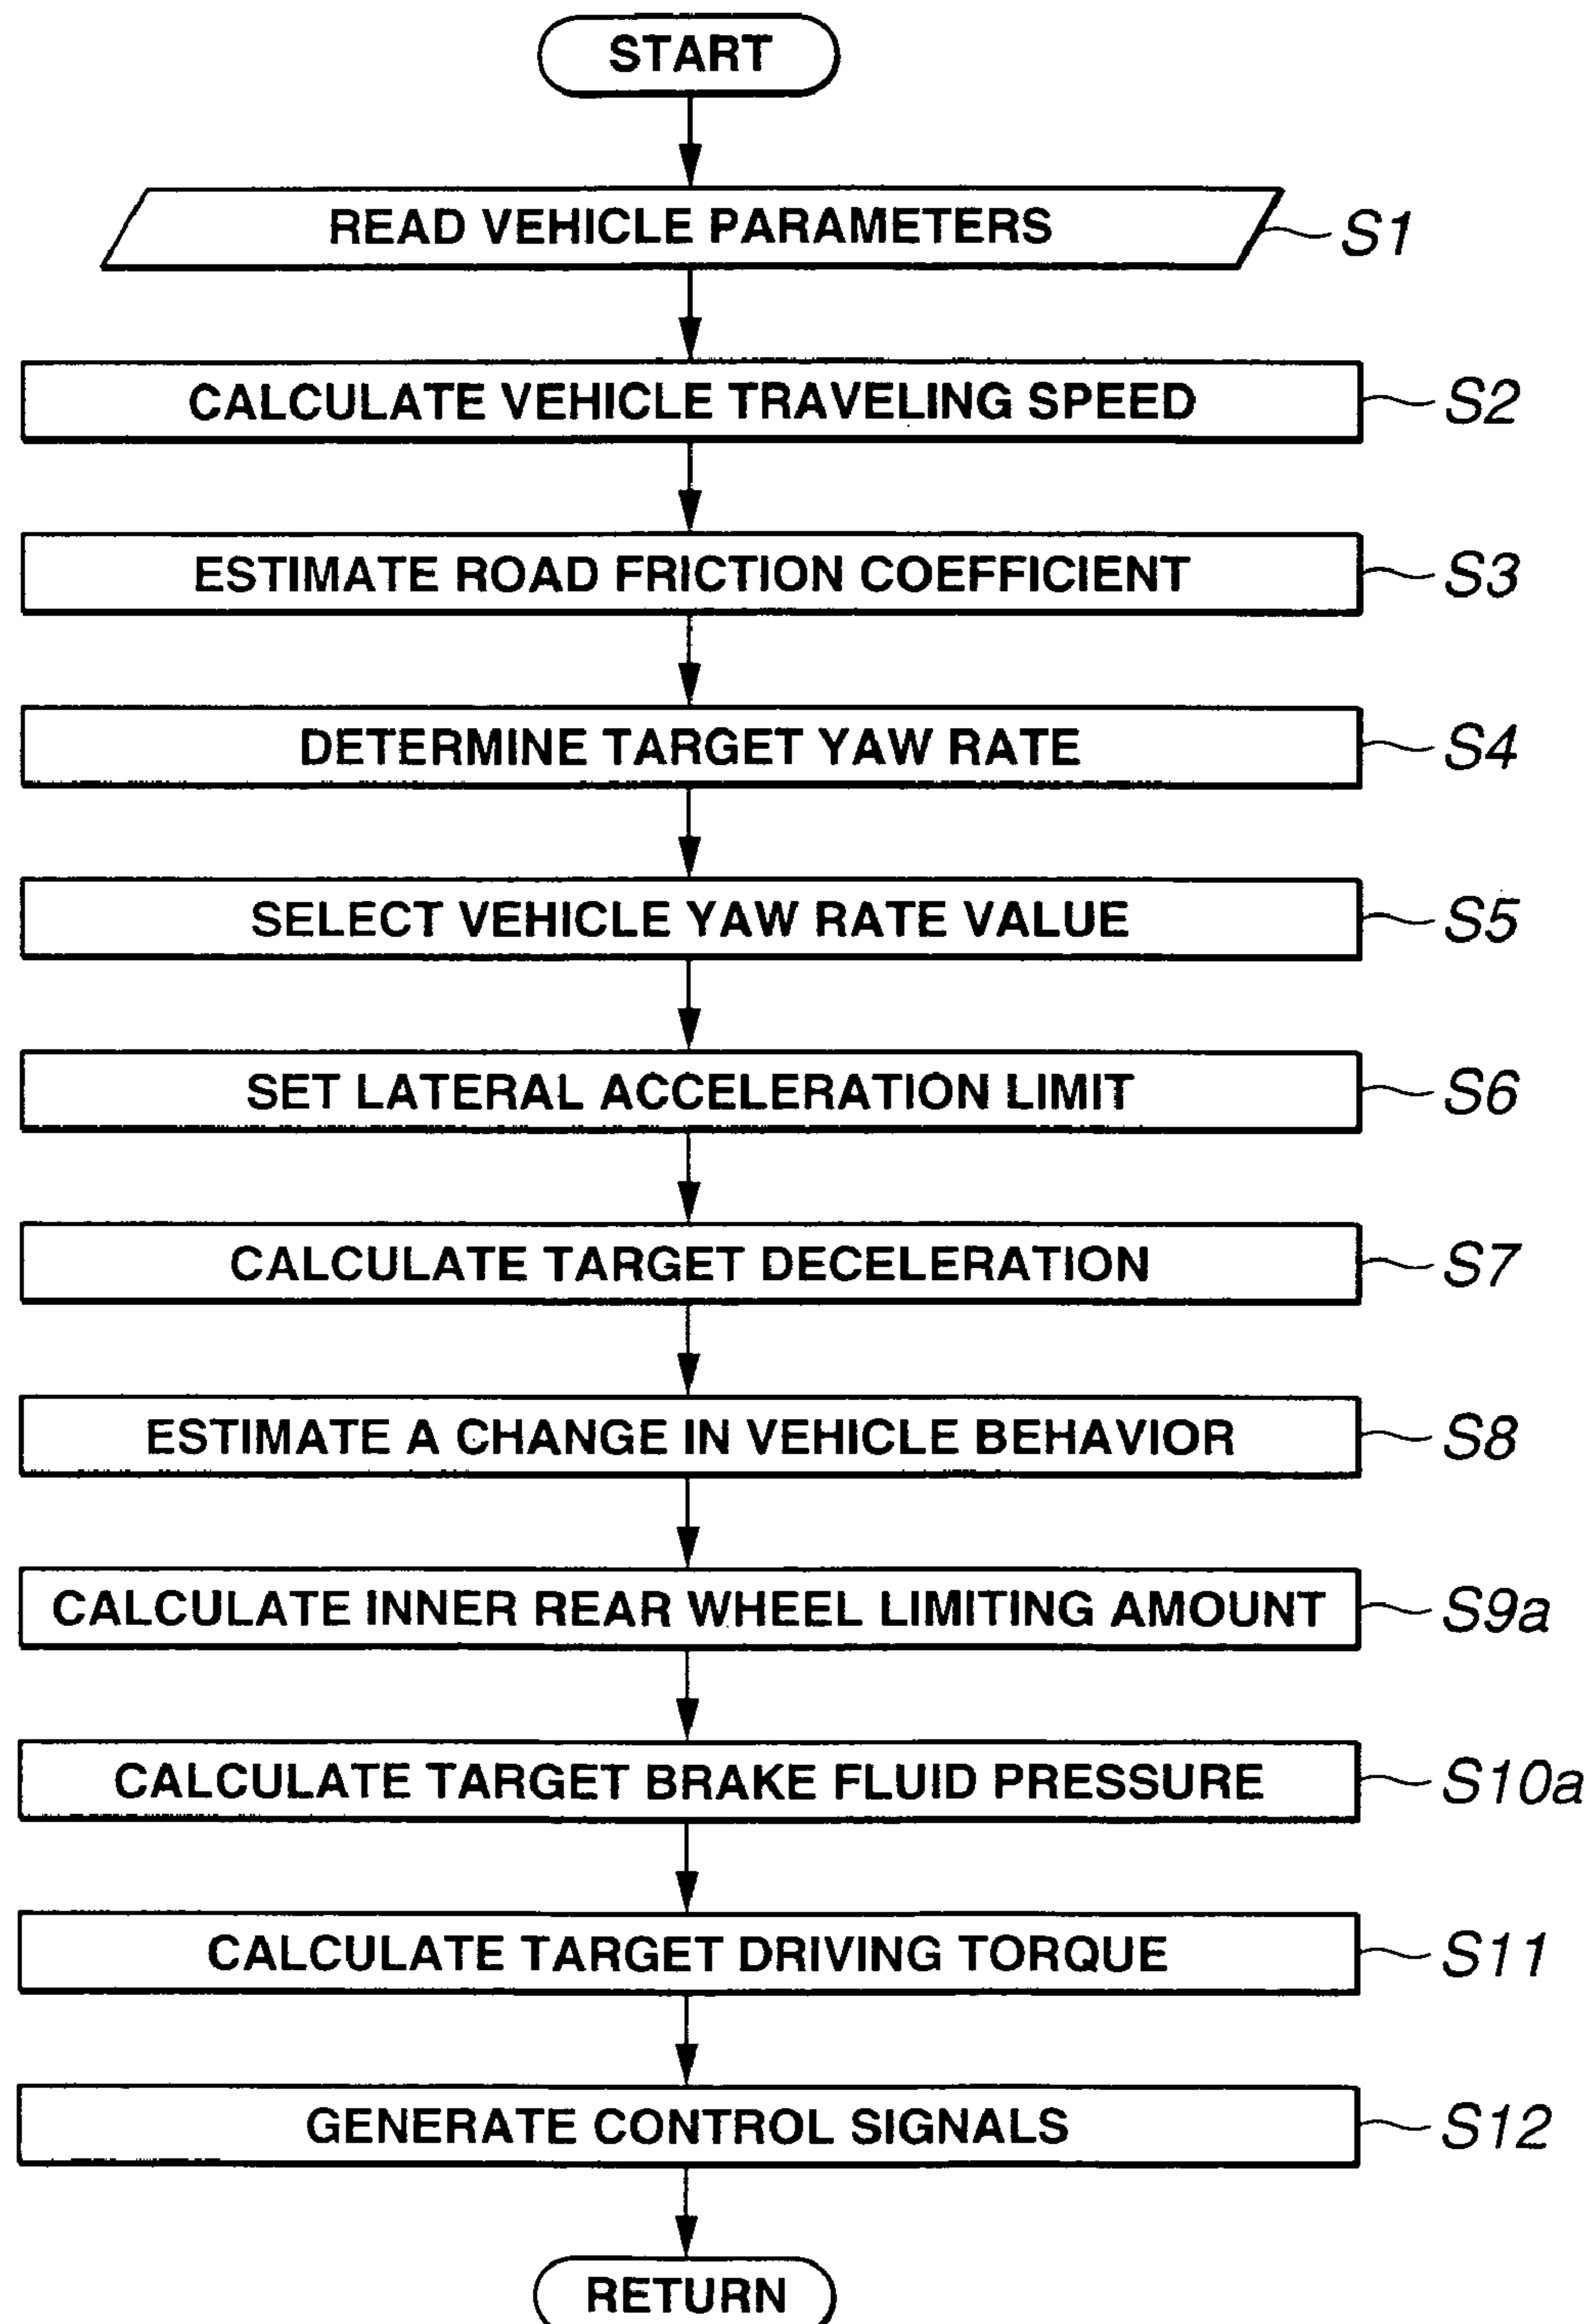 START
READ VEHICLE PARAMETERS S1
CALCULATE VEHICLE TRAVELING SPEED S2
ESTIMATE ROAD FRICTION COEFFICIENT S3
DETERMINE TARGET YAW RATE S4
SELECT VEHICLE YAW RATE VALUE S5
SET LATERAL ACCELERATION LIMIT S6
CALCULATE TARGET DECELERATION S7
ESTIMATE A CHANGE IN VEHICLE BEHAVIOR S8
CALCULATE INNER REAR WHEEL LIMITING AMOUNT S9a
CALCULATE TARGET BRAKE FLUID PRESSURE S10a
CALCULATE TARGET DRIVING TORQUE S11
GENERATE CONTROL SIGNALS S12
RETURN